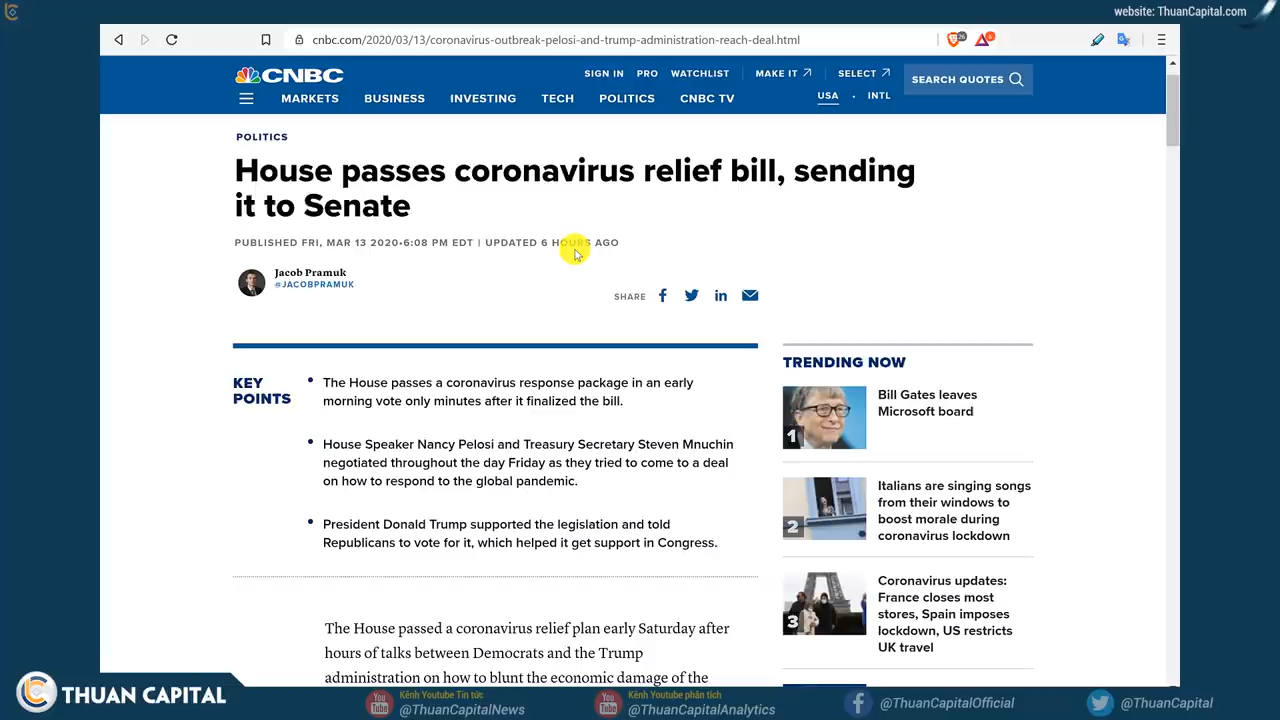 website: ThuanCapital.com
cnbc.com/2020/03/13/coronavirus-outbreak-pelosi-and-trump-administration-reach-deal.html
CNBC
SIGN IN PRO WATCHLIST MAKE IT SELECT
SEARCH QUOTES
USA · INTL
MARKETS BUSINESS INVESTING TECH POLITICS CNBC TV
POLITICS
House passes coronavirus relief bill, sending
it to Senate
PUBLISHED FRI, MAR 13 2020•6:08 PM EDT | UPDATED 6 HOURS AGO
Jacob Pramuk
@JACOBPRAMUK
SHARE
KEY
POINTS
The House passes a coronavirus response package in an early
morning vote only minutes after it finalized the bill.
House Speaker Nancy Pelosi and Treasury Secretary Steven Mnuchin
negotiated throughout the day Friday as they tried to come to a deal
on how to respond to the global pandemic.
President Donald Trump supported the legislation and told
Republicans to vote for it, which helped it get support in Congress.
The House passed a coronavirus relief plan early Saturday after
hours of talks between Democrats and the Trump
administration on how to blunt the economic damage of the
TRENDING NOW
1
Bill Gates leaves
Microsoft board
2
Italians are singing songs
from their windows to
boost morale during
coronavirus lockdown
3
Coronavirus updates:
France closes most
stores, Spain imposes
lockdown, US restricts
UK travel
THUAN CAPITAL
Kênh Youtube Tin tức
@ThuanCapitalNews
Kênh Youtube phân tích
@ThuanCapitalAnalytics
@ThuanCapitalOfficial
@ThuanCapital